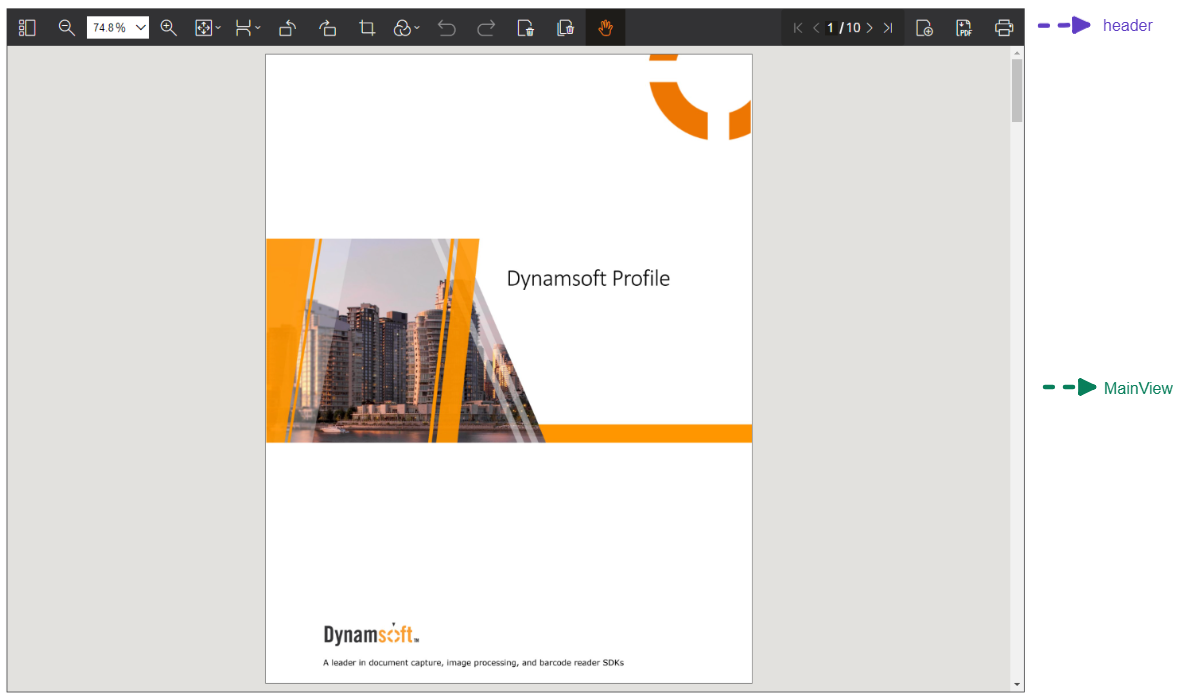 74.8 %
1 /10
PDF
header
Dynamsoft Profile
MainView
Dynamsoft™
A leader in document capture, image processing, and barcode reader SDKs